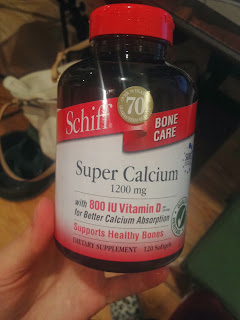 70
Schiff
BONE
CARE
Super Calcium
1200 mg
with 800 IU Vitamin D
for Better Calcium Absorption
Supports Healthy Bones
DIETARY SUPPLEMENT 120 Softgels